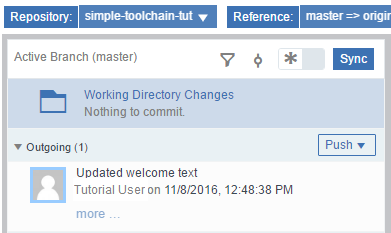 Repository: simple-toolchain-tut Reference: master => origin
Active Branch (master) Sync
Working Directory Changes
Nothing to commit.
Outgoing (1) Push
Updated welcome text
Tutorial User on 11/8/2016, 12:48:38 PM
more ...